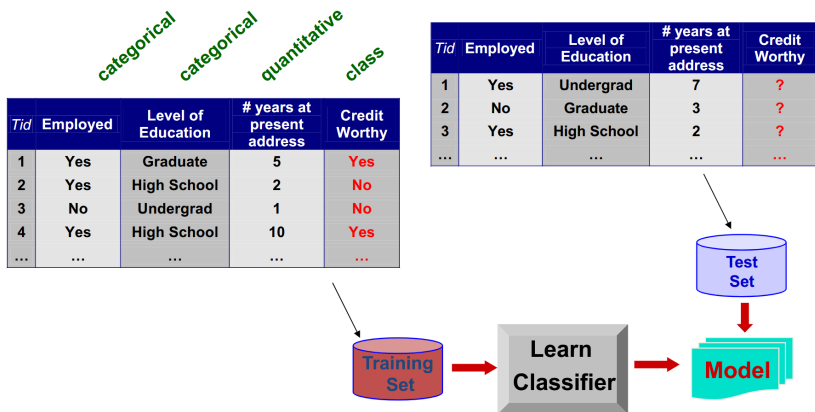 categorical
categorical
quantitative
class
Tid Employed Level of Education # years at present address Credit Worthy
1 Yes Graduate 5 Yes
2 Yes High School 2 No
3 No Undergrad 1 No
4 Yes High School 10 Yes
… … … … …
Tid Employed Level of Education # years at present address Credit Worthy
1 Yes Undergrad 7 ?
2 No Graduate 3 ?
3 Yes High School 2 ?
… … … … …
Test
Set
Training
Set
Learn
Classifier
Model